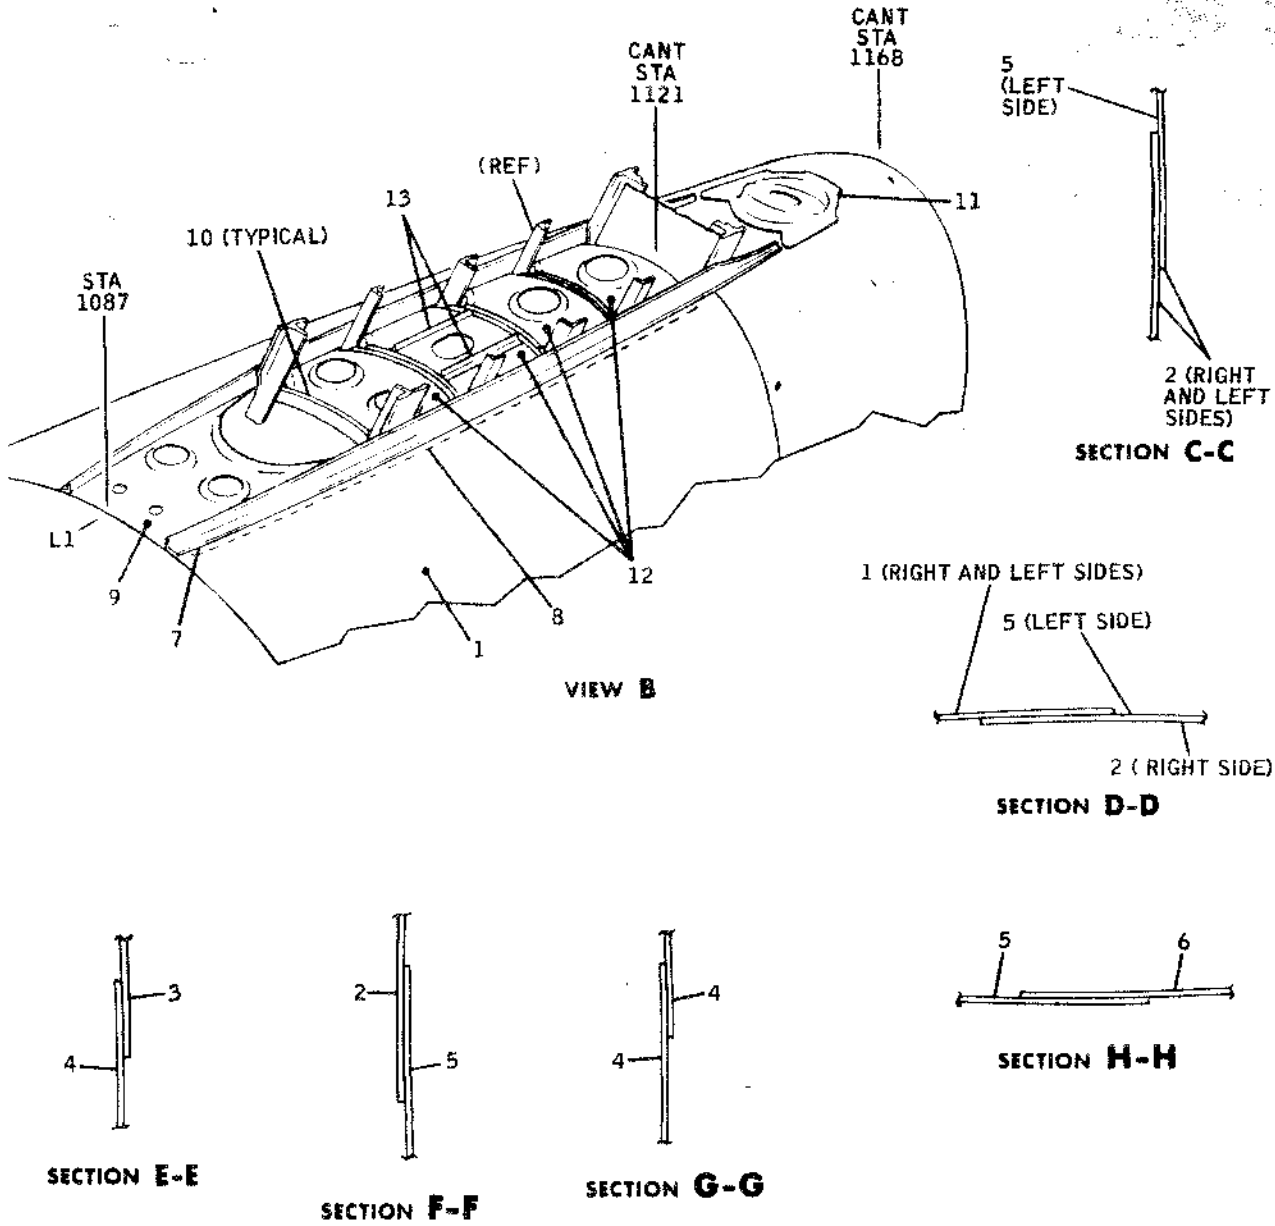 CANT
STA
1168
CANT
STA
1121
5
(LEFT
SIDE)
(REF)
13
11
10 (TYPICAL)
STA
1087
2 (RIGHT
AND LEFT
SIDES)
SECTION C-C
L1
9
7
12
8
1
VIEW B
1 (RIGHT AND LEFT SIDES)
5 (LEFT SIDE)
2 ( RIGHT SIDE)
SECTION D-D
3
4
SECTION E-E
2
5
SECTION F-F
4
4
SECTION G-G
5
6
SECTION H-H